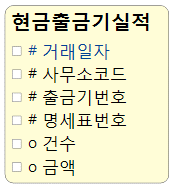 현금출금기실적
# 거래일자
# 사무소코드
# 출금기번호
# 명세표번호
o 건수
o 금액